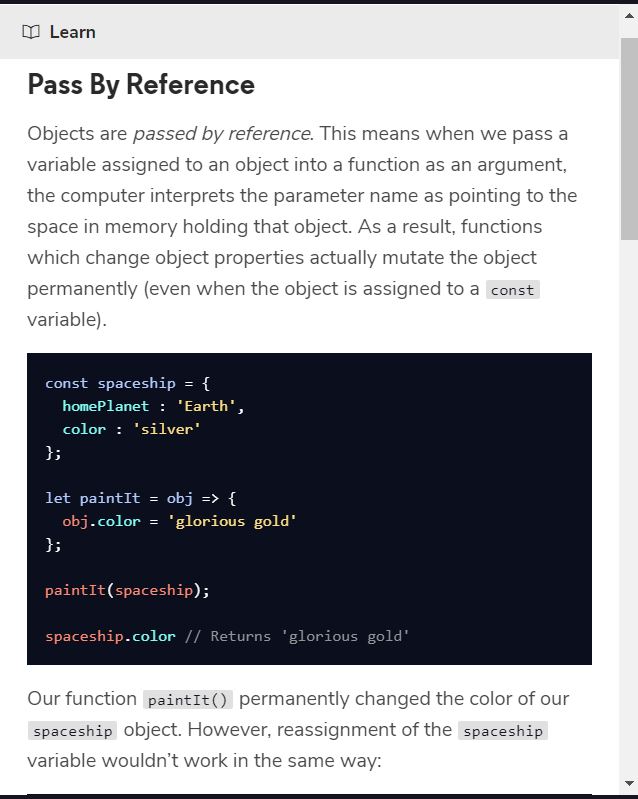 Learn
Pass By Reference
Objects are passed by reference. This means when we pass a
variable assigned to an object into a function as an argument,
the computer interprets the parameter name as pointing to the
space in memory holding that object. As a result, functions
which change object properties actually mutate the object
permanently (even when the object is assigned to a const
variable).
const spaceship = {
  homePlanet : 'Earth',
  color : 'silver'
};

let paintIt = obj => {
  obj.color = 'glorious gold'
};

paintIt(spaceship);

spaceship.color // Returns 'glorious gold'
Our function paintIt() permanently changed the color of our
spaceship object. However, reassignment of the spaceship
variable wouldn’t work in the same way: